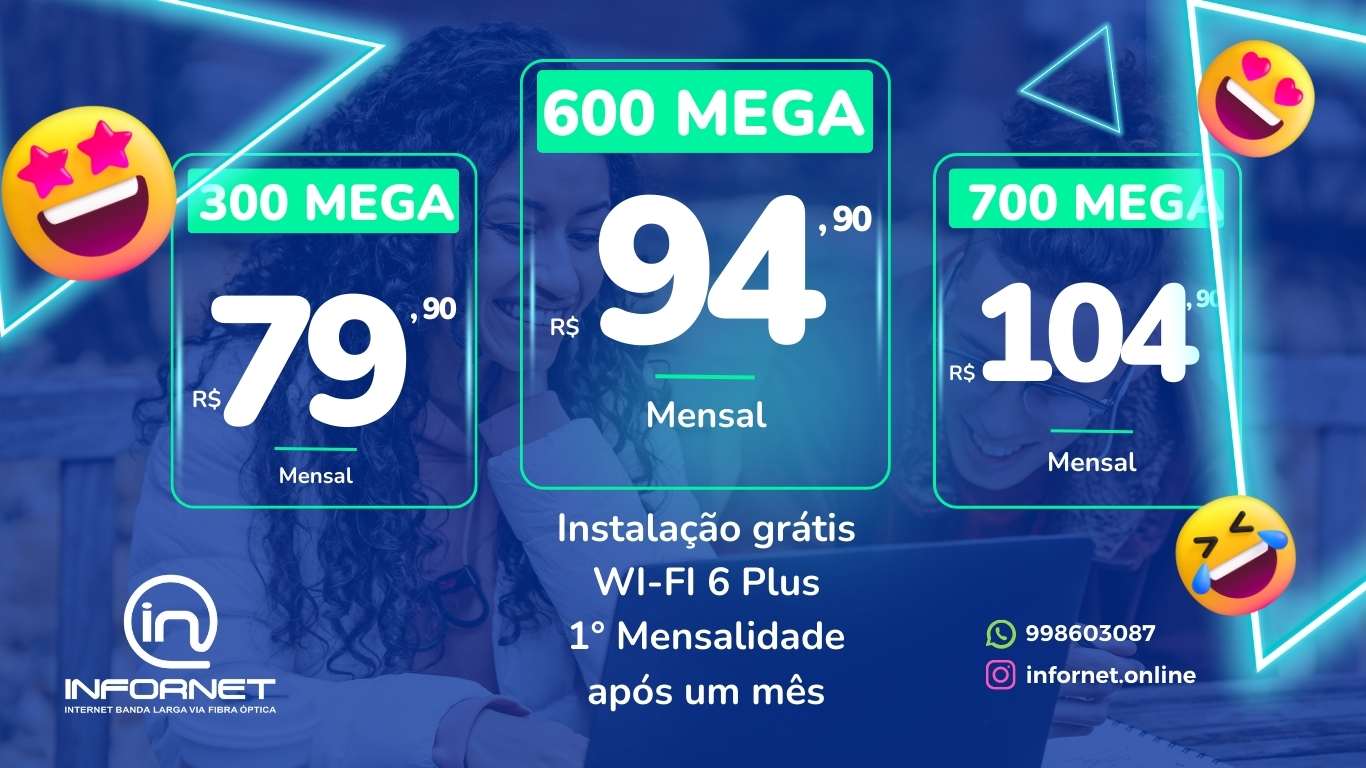 300 MEGA
R$ 79,90
Mensal
600 MEGA
R$ 94,90
Mensal
700 MEGA
R$ 104,90
Mensal
Instalação grátis
WI-FI 6 Plus
1° Mensalidade
após um mês
in
INFORNET
INTERNET BANDA LARGA VIA FIBRA ÓPTICA
998603087
infornet.online